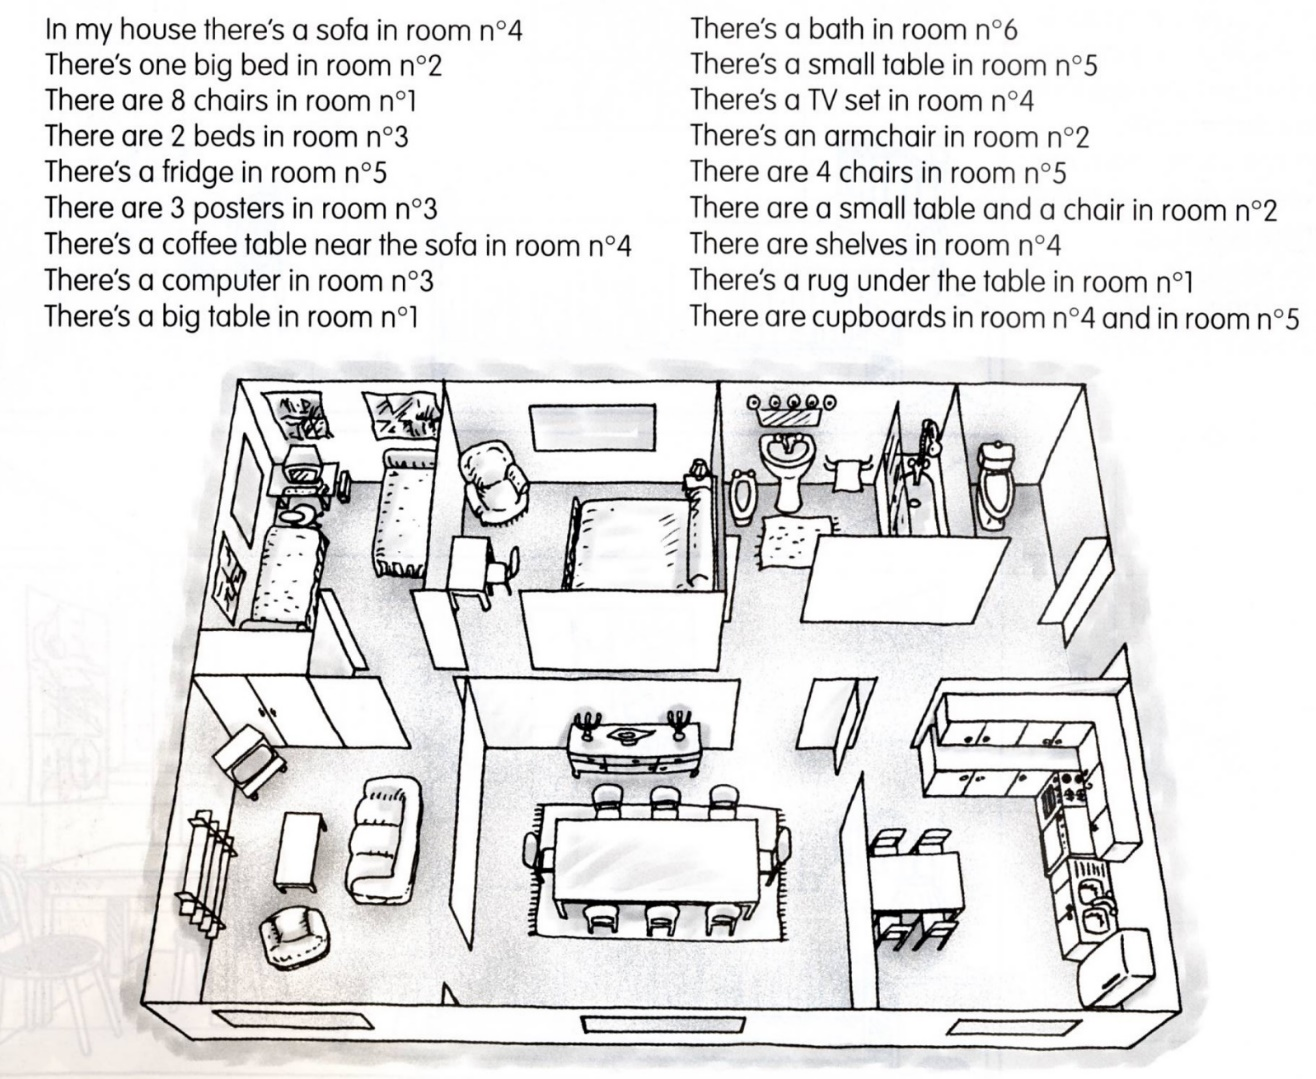 In my house there's a sofa in room n°4
There's one big bed in room n°2
There are 8 chairs in room n°1
There are 2 beds in room n°3
There's a fridge in room n°5
There are 3 posters in room n°3
There's a coffee table near the sofa in room n°4
There's a computer in room n°3
There's a big table in room n°1
There's a bath in room n°6
There's a small table in room n°5
There's a TV set in room n°4
There's an armchair in room n°2
There are 4 chairs in room n°5
There are a small table and a chair in room n°2
There are shelves in room n°4
There's a rug under the table in room n°1
There are cupboards in room n°4 and in room n°5